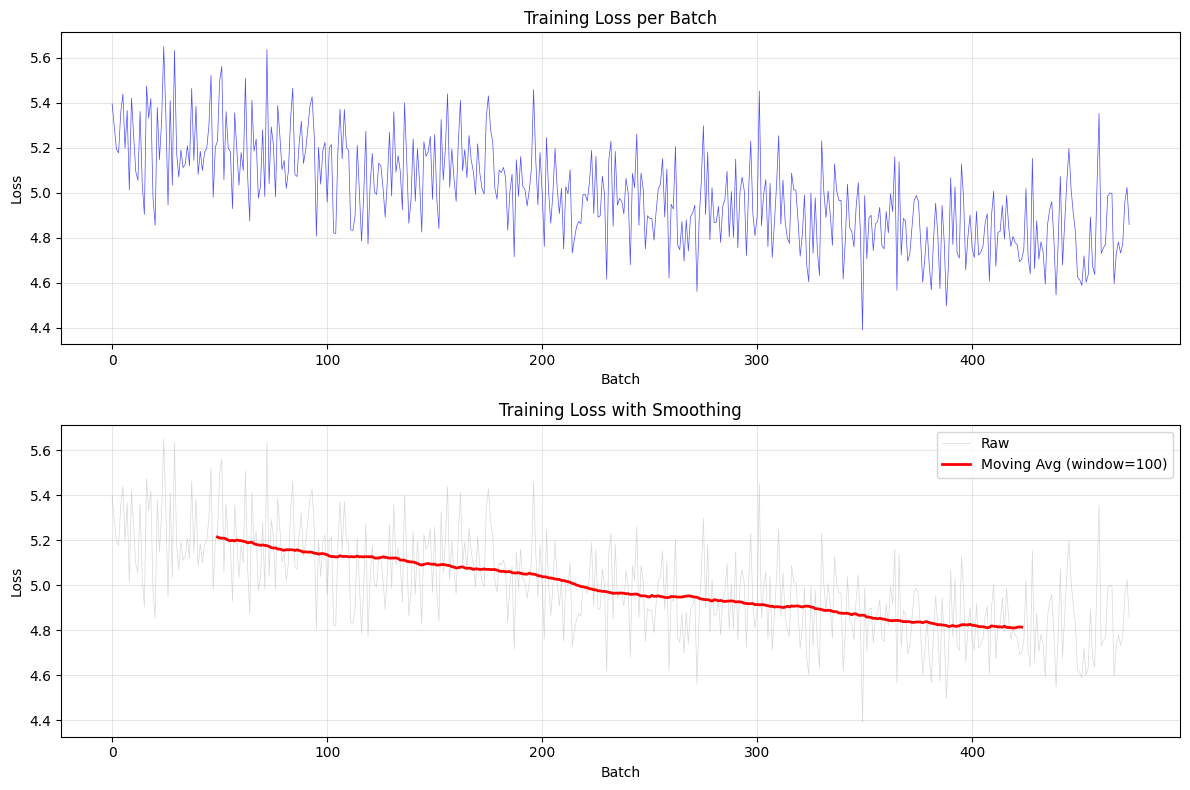 Training Loss per Batch
5.6
5.4
5.2
5.0
4.8
4.6
4.4
Loss
0 100 200 300 400
Batch
Training Loss with Smoothing
Raw
Moving Avg (window=100)
5.6
5.4
5.2
5.0
4.8
4.6
4.4
Loss
0 100 200 300 400
Batch